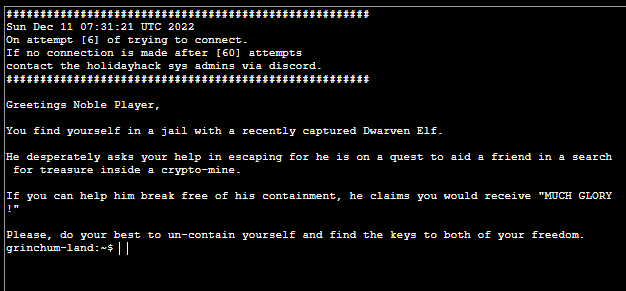 ######################################################
Sun Dec 11 07:31:21 UTC 2022
On attempt [6] of trying to connect.
If no connection is made after [60] attempts
contact the holidayhack sys admins via discord.
######################################################
Greetings Noble Player,
You find yourself in a jail with a recently captured Dwarven Elf.
He desperately asks your help in escaping for he is on a quest to aid a friend in a search
 for treasure inside a crypto-mine.
If you can help him break free of his containment, he claims you would receive "MUCH GLORY
!"
Please, do your best to un-contain yourself and find the keys to both of your freedom.
grinchum-land:~$